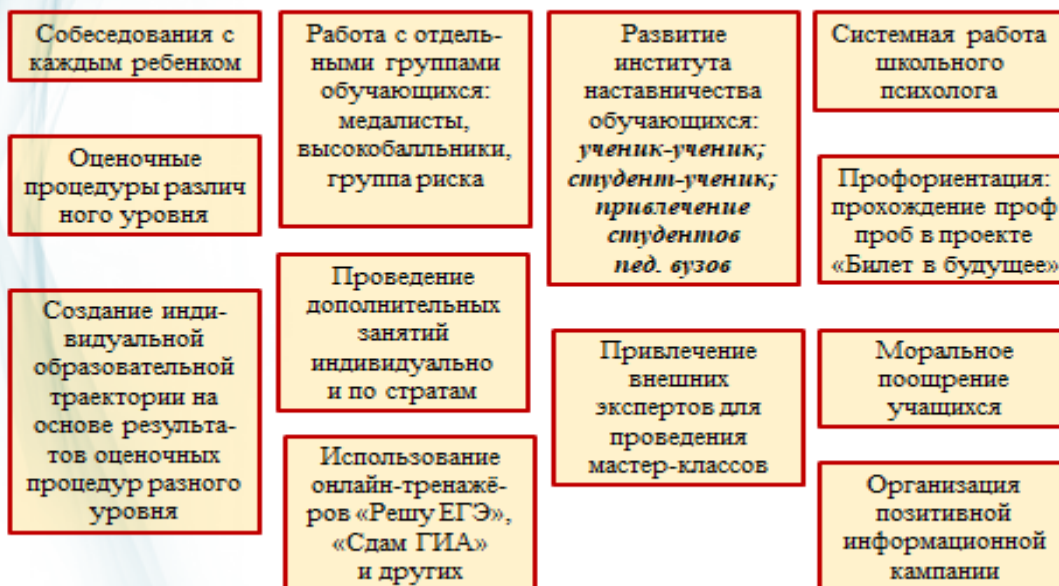 Собеседования с
каждым ребенком
Оценочные
процедуры различ
ного уровня
Создание инди-
видуальной
образовательной
траектории на
основе результа-
тов оценочных
процедур разного
уровня
Работа с отдель-
ными группами
обучающихся:
медалисты,
высокобалльники,
группа риска
Проведение
дополнительных
занятий
индивидуально
и по стратам
Использование
онлайн-тренажё-
ров «Решу ЕГЭ»,
«Сдам ГИА»
и других
Развитие
института
наставничества
обучающихся:
ученик-ученик;
студент-ученик;
привлечение
студентов
пед. вузов
Привлечение
внешних
экспертов для
проведения
мастер-классов
Системная работа
школьного
психолога
Профориентация:
прохождение проф
проб в проекте
«Билет в будущее»
Моральное
поощрение
учащихся
Организация
позитивной
информационной
кампании